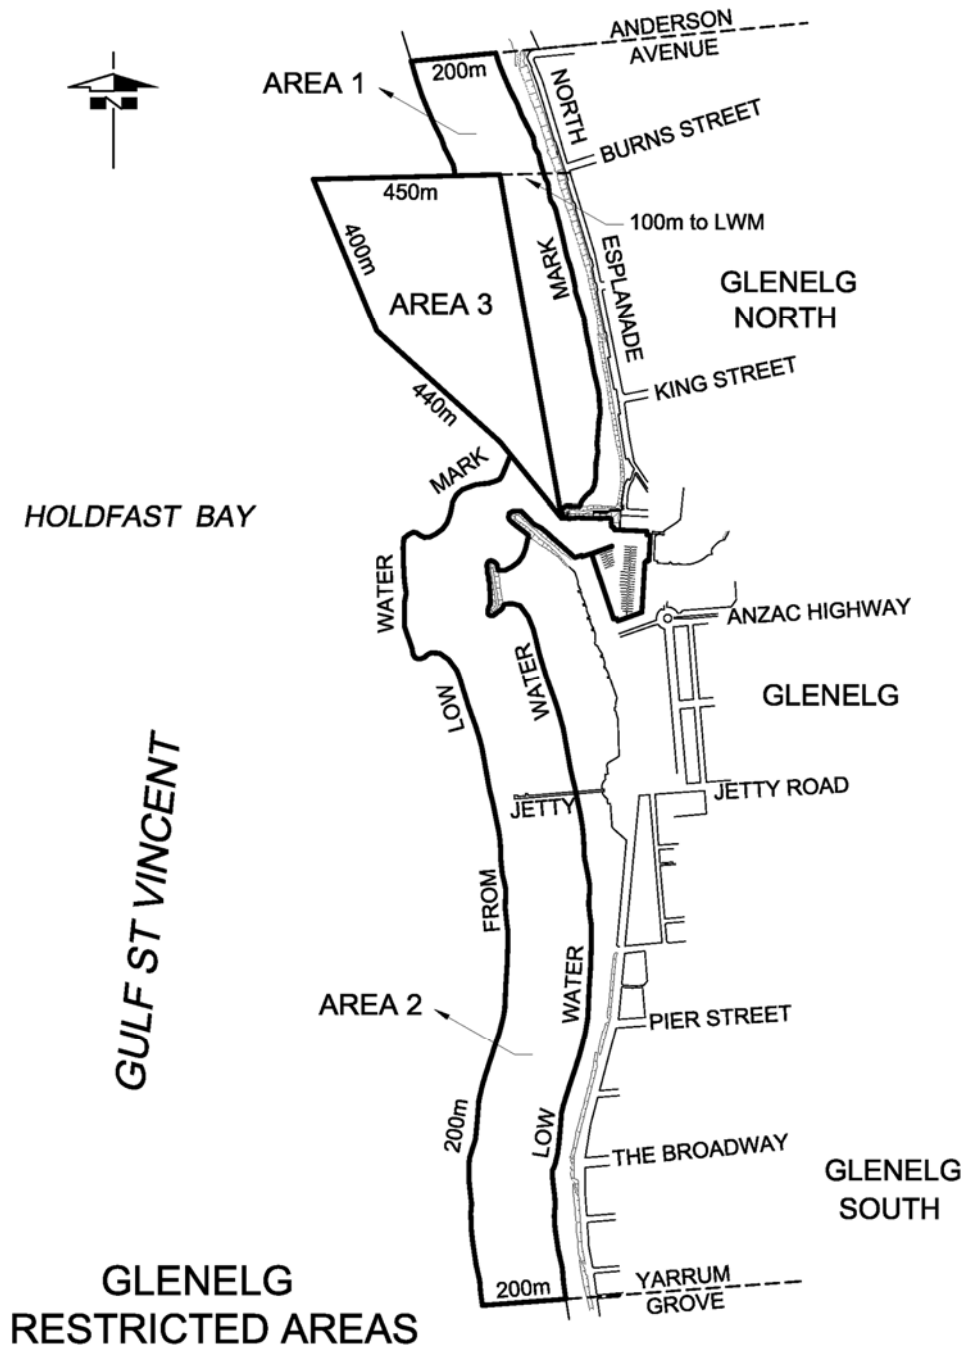 ANDERSON
AVENUE
200m
AREA 1
NORTH
BURNS STREET
N
450m
100m to LWM
400m
ESPLANADE
MARK
AREA 3
GLENELG
NORTH
KING STREET
440m
MARK
HOLDFAST BAY
WATER
ANZAC HIGHWAY
WATER
LOW
GLENELG
GULF ST VINCENT
JETTY
JETTY ROAD
FROM
WATER
AREA 2
PIER STREET
200m
LOW
THE BROADWAY
GLENELG
SOUTH
GLENELG
RESTRICTED AREAS
200m
YARRUM
GROVE